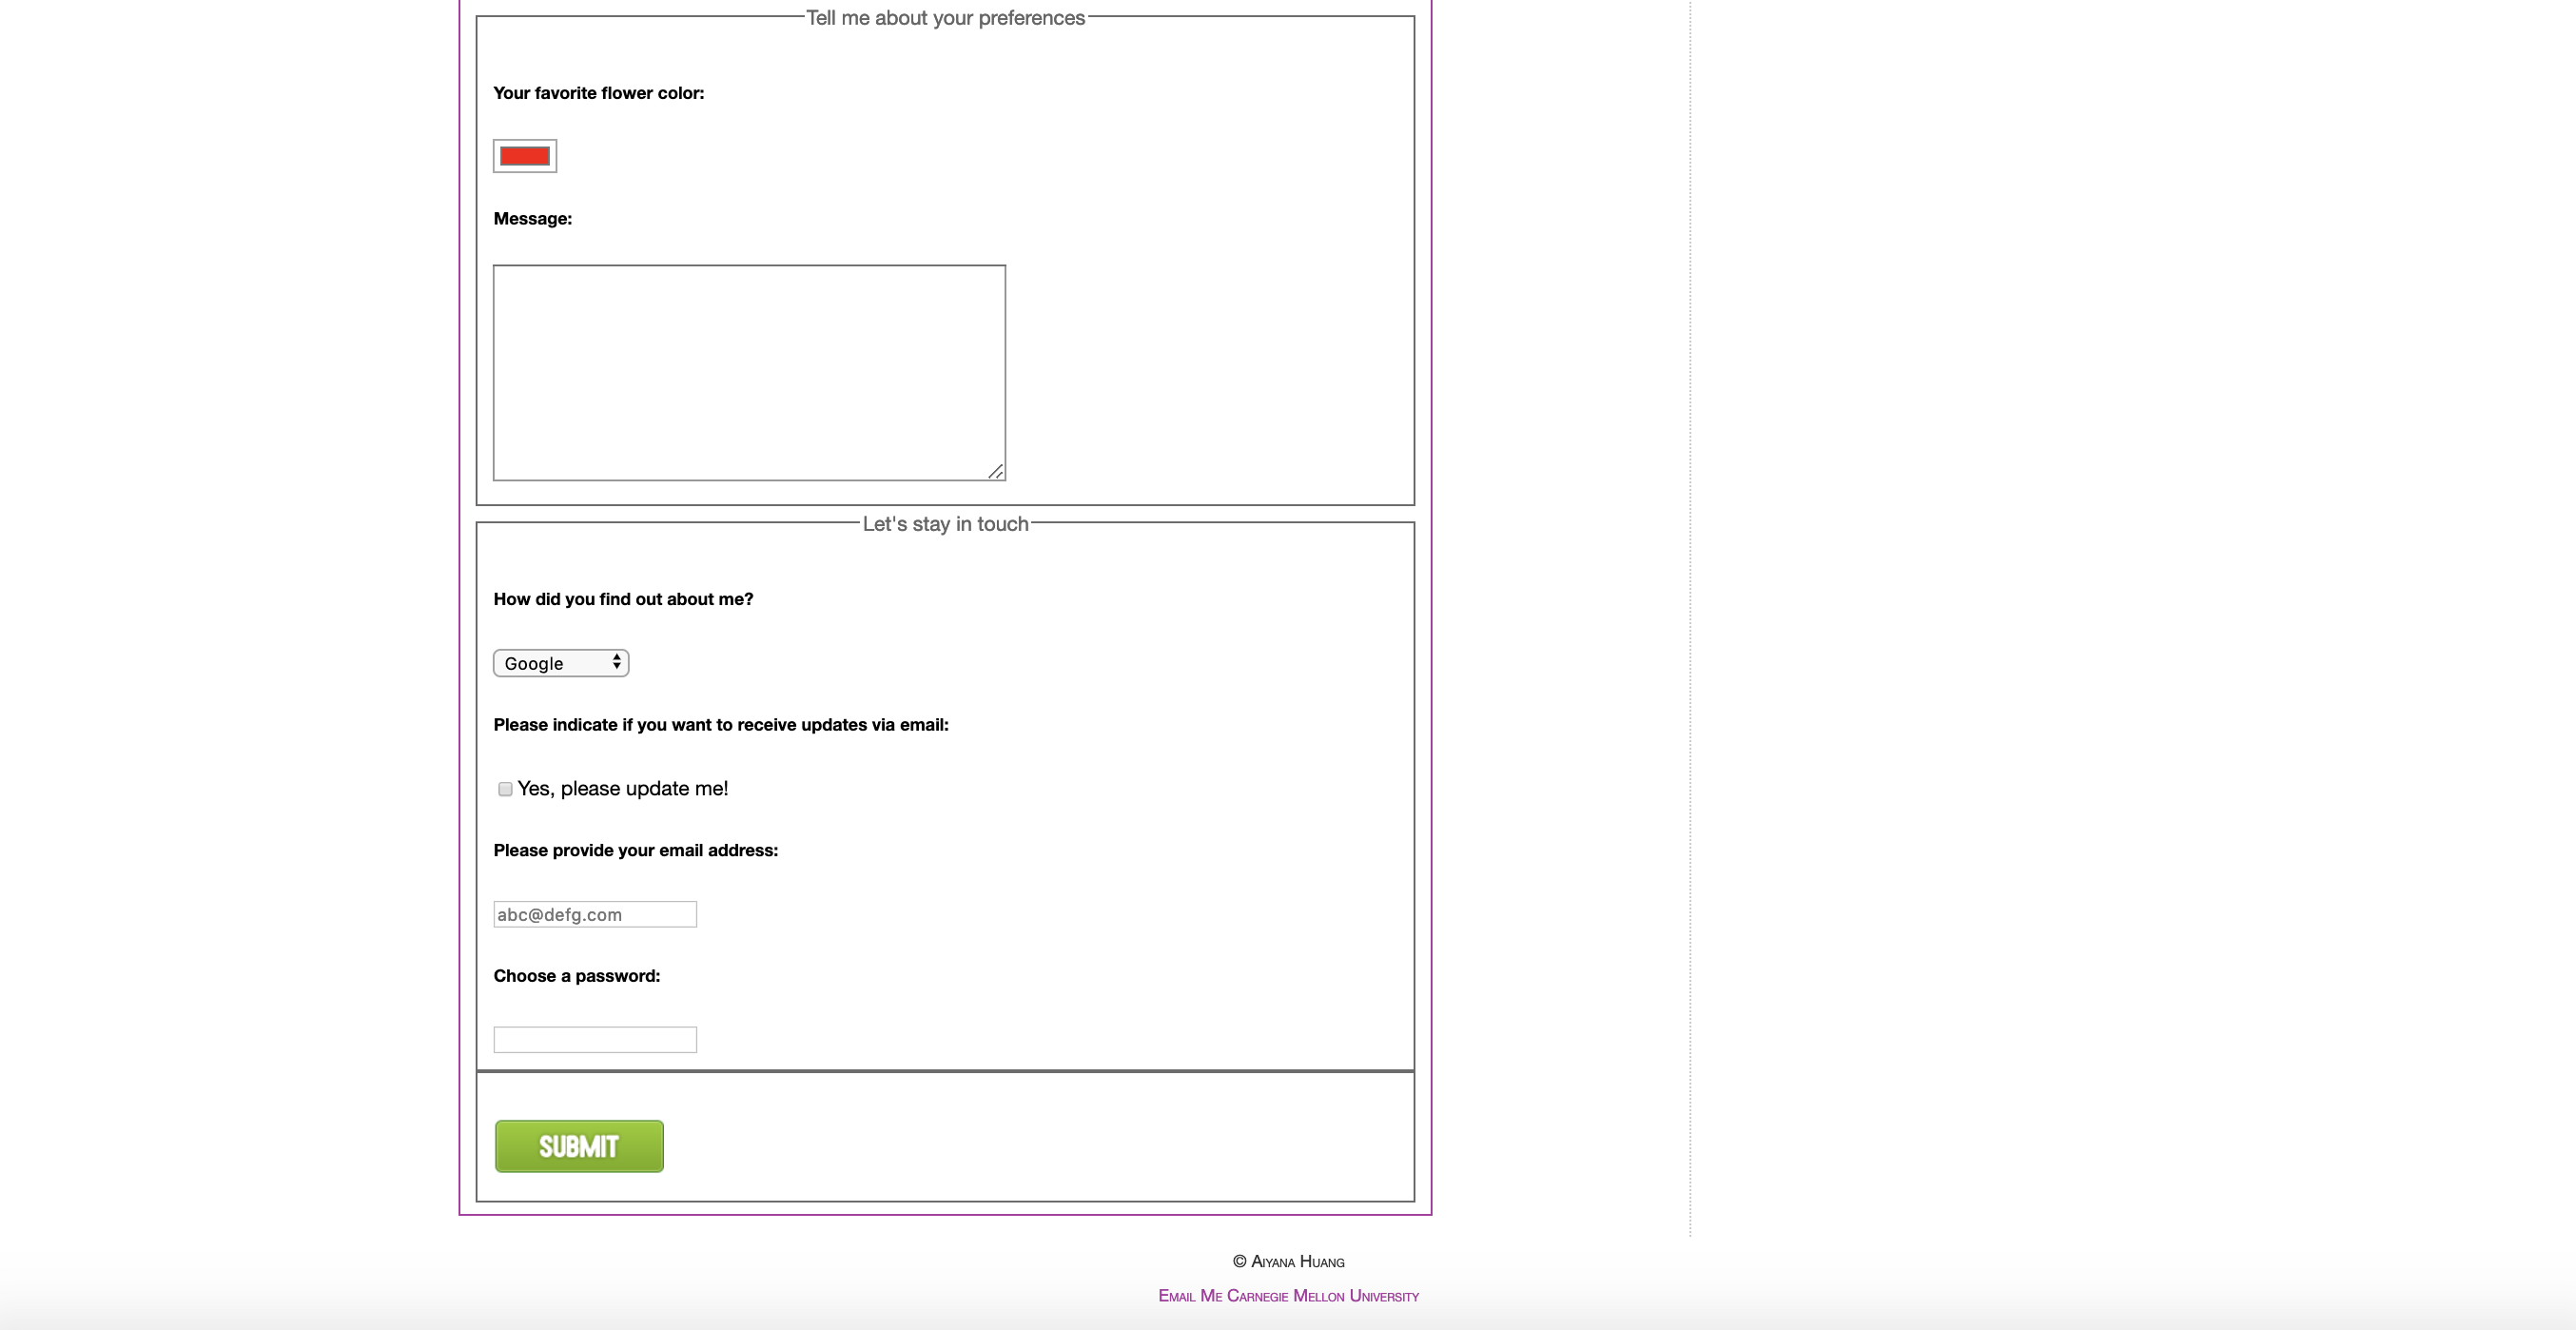 Tell me about your preferences
Your favorite flower color:
Message:
Let's stay in touch
How did you find out about me?
Google
Please indicate if you want to receive updates via email:
Yes, please update me!
Please provide your email address:
abc@defg.com
Choose a password:
SUBMIT
© Aiyana Huang
Email Me Carnegie Mellon University